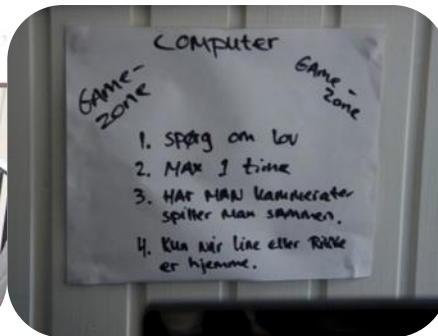 Computer
GAME-
ZONE
GAME-
Zone
1. Spørg om lov
2. MAX 1 time
3. HAR MAN kammerater
spiller man sammen.
4. Kun når Line eller Rikke
er hjemme.